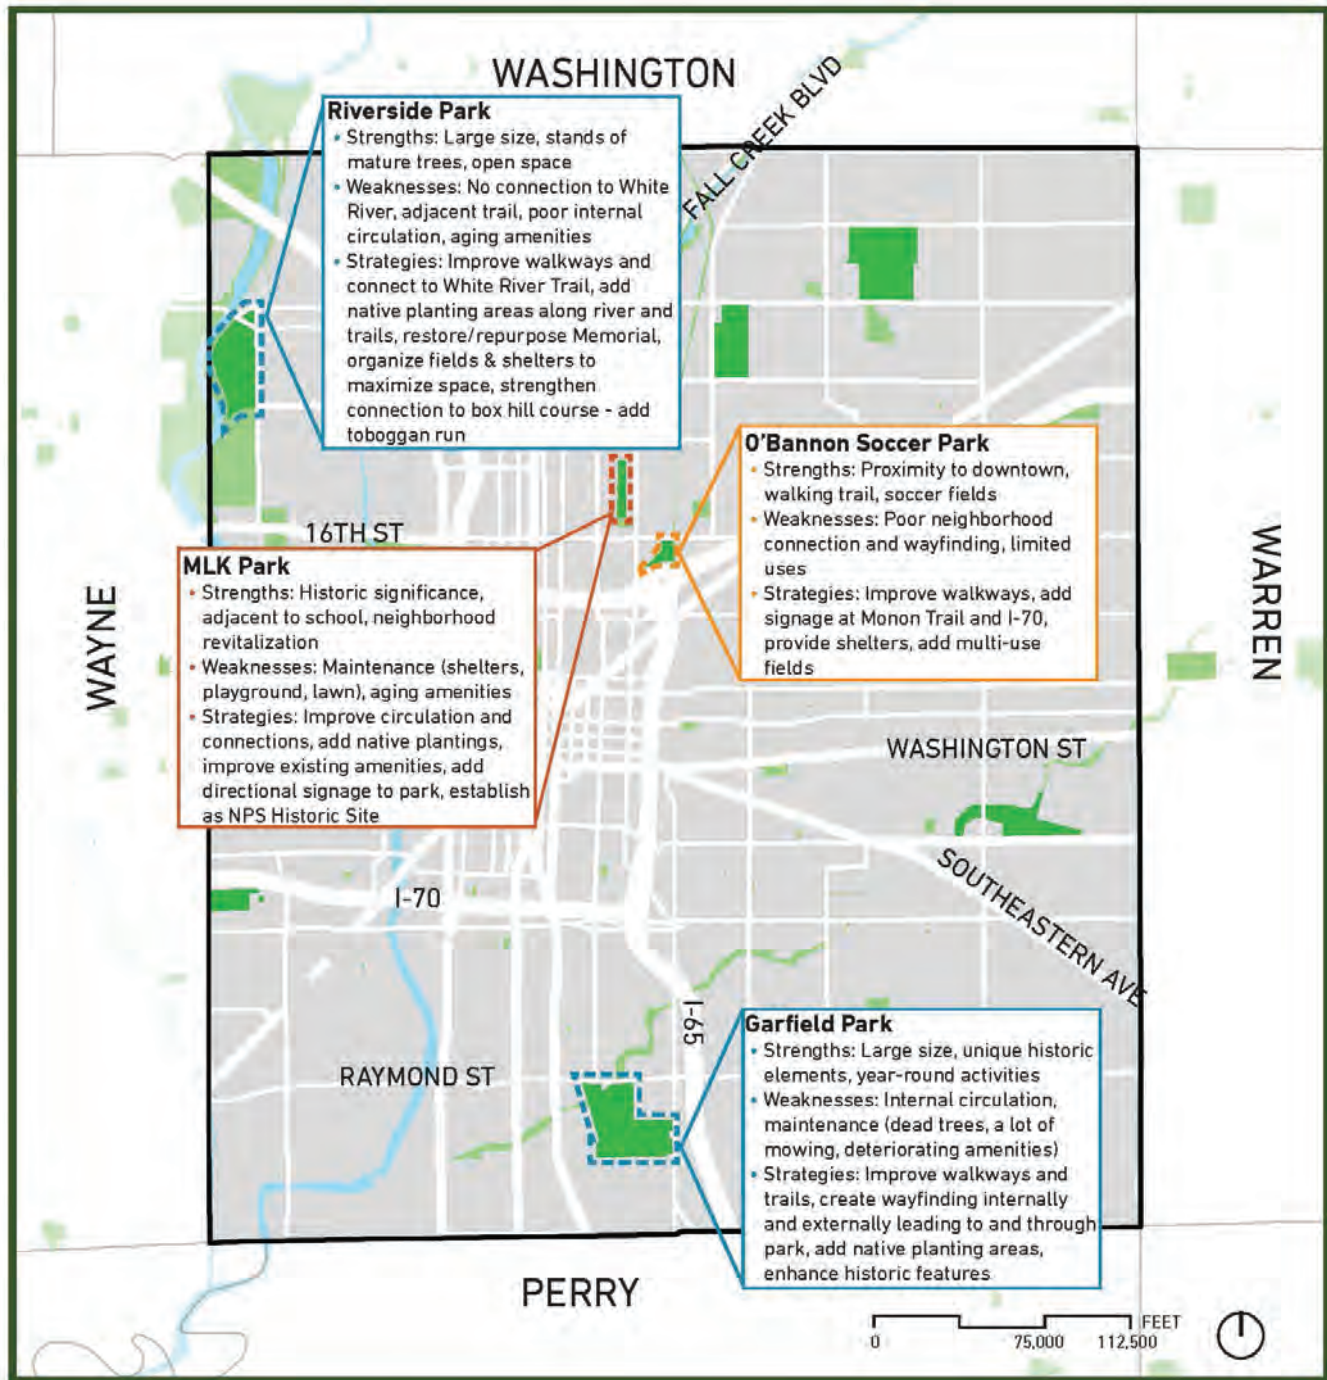 WASHINGTON
FALL CREEK BLVD
Riverside Park
• Strengths: Large size, stands of
mature trees, open space
• Weaknesses: No connection to White
River, adjacent trail, poor internal
circulation, aging amenities
• Strategies: Improve walkways and
connect to White River Trail, add
native planting areas along river and
trails, restore/repurpose Memorial,
organize fields & shelters to
maximize space, strengthen
connection to box hill course - add
toboggan run
O'Bannon Soccer Park
• Strengths: Proximity to downtown,
walking trail, soccer fields
• Weaknesses: Poor neighborhood
connection and wayfinding, limited
uses
• Strategies: Improve walkways, add
signage at Monon Trail and I-70,
provide shelters, add multi-use
fields
16TH ST
MLK Park
• Strengths: Historic significance,
adjacent to school, neighborhood
revitalization
• Weaknesses: Maintenance (shelters,
playground, lawn), aging amenities
• Strategies: Improve circulation and
connections, add native plantings,
improve existing amenities, add
directional signage to park, establish
as NPS Historic Site
WAYNE
WARREN
WASHINGTON ST
SOUTHEASTERN AVE
I-70
I-65
RAYMOND ST
Garfield Park
• Strengths: Large size, unique historic
elements, year-round activities
• Weaknesses: Internal circulation,
maintenance (dead trees, a lot of
mowing, deteriorating amenities)
• Strategies: Improve walkways and
trails, create wayfinding internally
and externally leading to and through
park, add native planting areas,
enhance historic features
PERRY
FEET
0 75,000 112,500